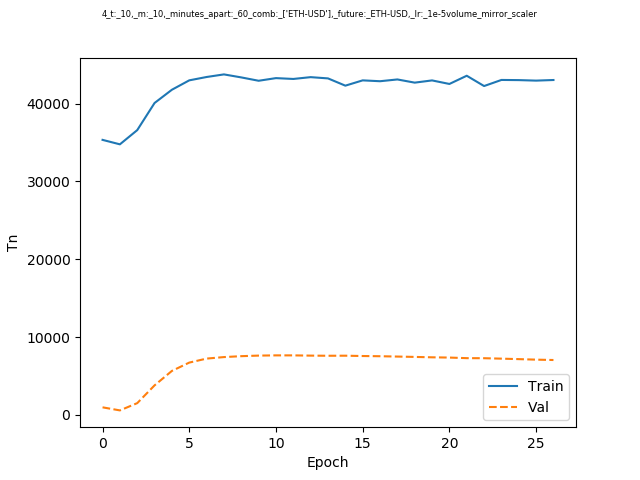 4_t:_10,_m:_10,_minutes_apart:_60_comb:_['ETH-USD'],_future:_ETH-USD,_lr:_1e-5volume_mirror_scaler
40000
30000
20000
10000
0
Tn
Train
Val
0 5 10 15 20 25
Epoch